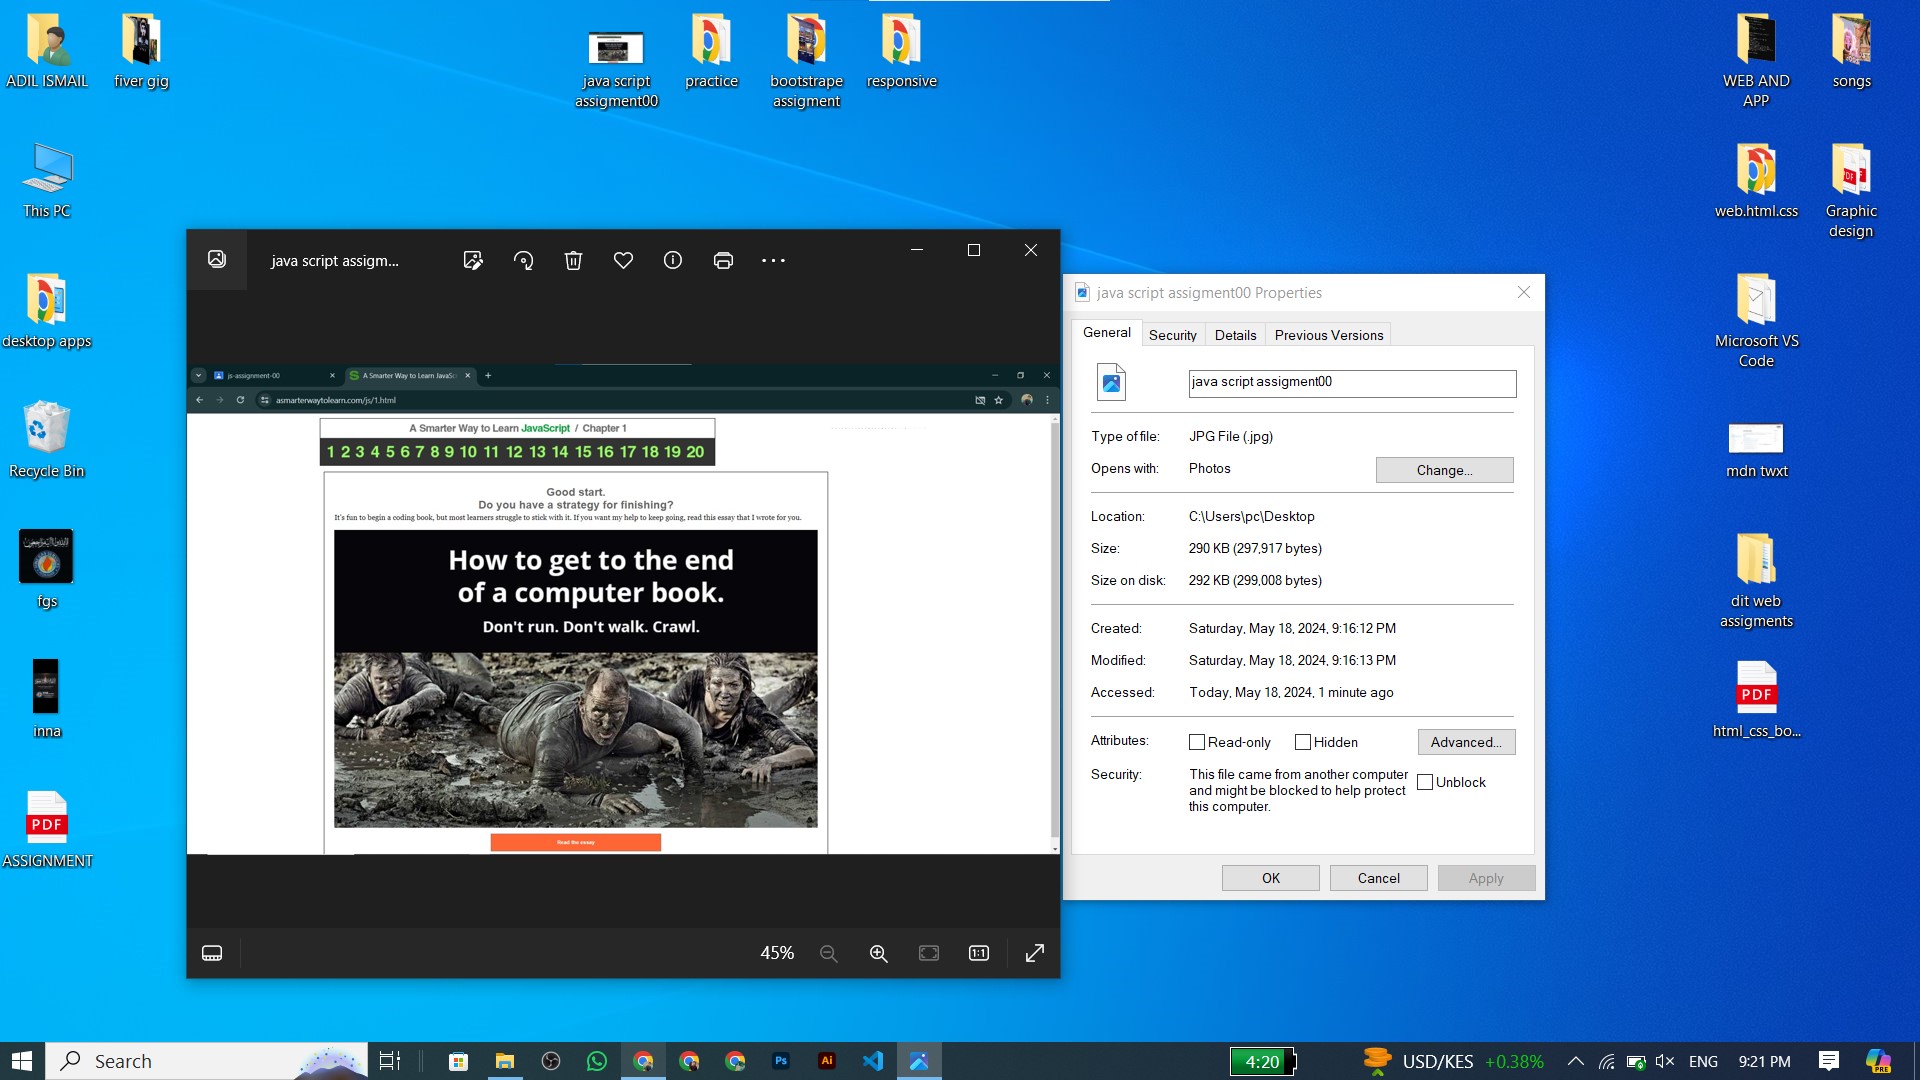 ADIL ISMAIL
fiver gig
java script
assigment00
practice
bootstrape
assigment
responsive
WEB AND
APP
songs
This PC
web.html.css
Graphic
design
desktop apps
Microsoft VS
Code
Recycle Bin
mdn twxt
fgs
dit web
assigments
inna
html_css_bo...
PDF
PDF
ASSIGNMENT
java script assigm...
js-assignment-00
A Smarter Way to Learn JavaSc
asmarterwaytolearn.com/js/1.html
A Smarter Way to Learn JavaScript / Chapter 1
1 2 3 4 5 6 7 8 9 10 11 12 13 14 15 16 17 18 19 20
Good start.
Do you have a strategy for finishing?
It's fun to begin a coding book, but most learners struggle to stick with it. If you want my help to keep going, read this essay that I wrote for you.
How to get to the end
of a computer book.
Don't run. Don't walk. Crawl.
Read the essay
45%
1:1
java script assigment00 Properties
General
Security
Details
Previous Versions
java script assigment00
Type of file:
JPG File (.jpg)
Opens with:
Photos
Change...
Location:
C:\Users\pc\Desktop
Size:
290 KB (297,917 bytes)
Size on disk:
292 KB (299,008 bytes)
Created:
Saturday, May 18, 2024, 9:16:12 PM
Modified:
Saturday, May 18, 2024, 9:16:13 PM
Accessed:
Today, May 18, 2024, 1 minute ago
Attributes:
Read-only
Hidden
Advanced...
Security:
This file came from another computer
and might be blocked to help protect
this computer.
Unblock
OK
Cancel
Apply
Search
Ps
Ai
4:20
USD/KES +0.38%
ENG
9:21 PM
PRE